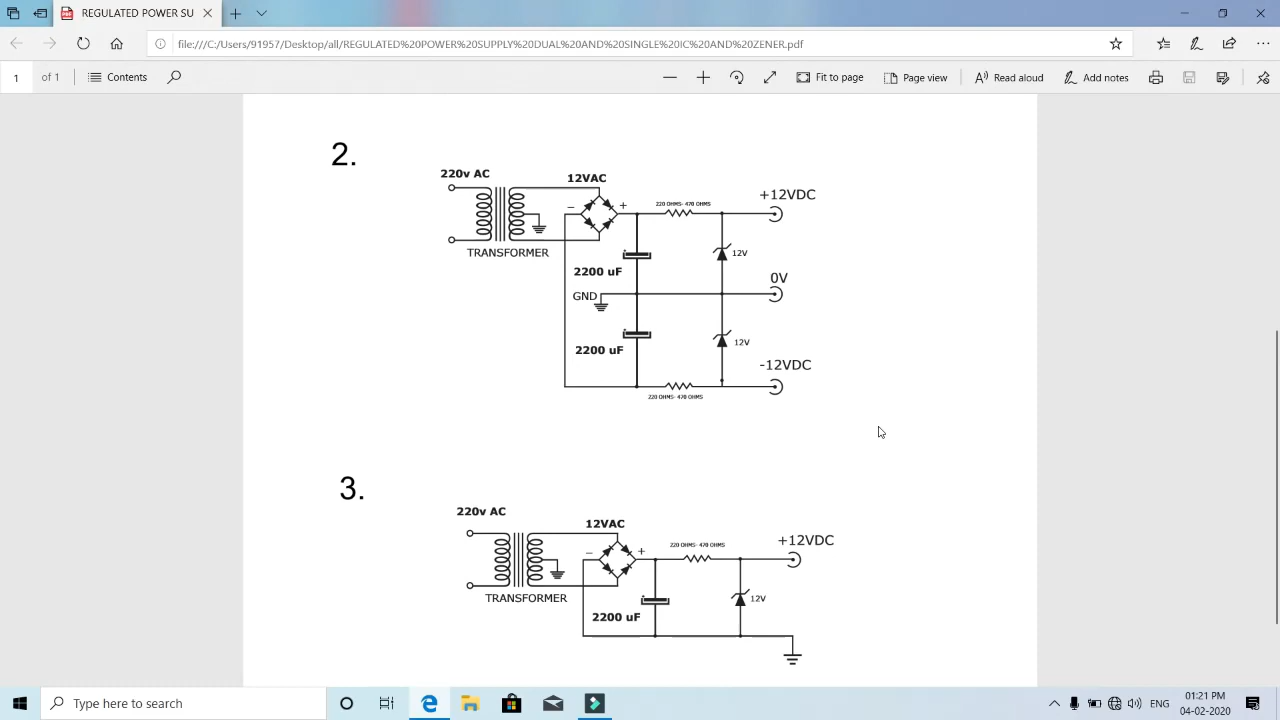 REGULATED POWER SU
file:///C:/Users/91957/Desktop/all/REGULATED%20POWER%20SUPPLY%20DUAL%20AND%20SINGLE%20IC%20AND%20ZENER.pdf
1 of 1 Contents Fit to page Page view Read aloud Add notes
2.
220v AC
12VAC
TRANSFORMER
−
+
220 OHMS- 470 OHMS
+12VDC
12V
2200 uF
GND
0V
2200 uF
12V
-12VDC
220 OHMS- 470 OHMS
3.
220v AC
12VAC
TRANSFORMER
−
+
220 OHMS- 470 OHMS
+12VDC
12V
2200 uF
Type here to search
ENG
01:21 PM
04-22-2020